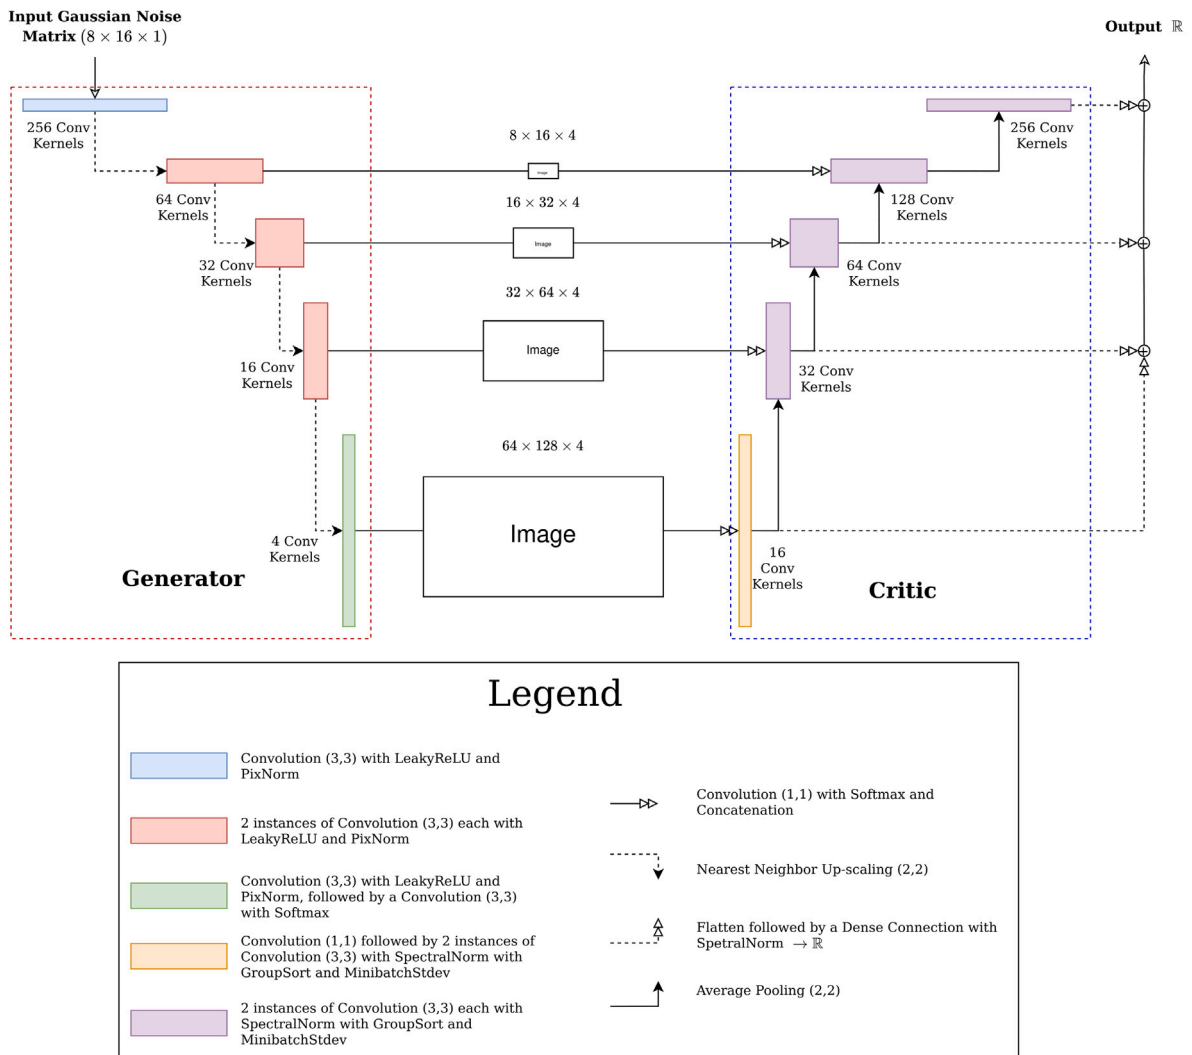 Input Gaussian Noise
Matrix (8 × 16 × 1)
Output ℝ
256 Conv
Kernels
8 × 16 × 4
Image
256 Conv
Kernels
64 Conv
Kernels
16 × 32 × 4
Image
128 Conv
Kernels
32 Conv
Kernels
32 × 64 × 4
Image
64 Conv
Kernels
16 Conv
Kernels
32 Conv
Kernels
64 × 128 × 4
Image
4 Conv
Kernels
16
Conv
Kernels
Generator
Critic
Legend
Convolution (3,3) with LeakyReLU and
PixNorm
2 instances of Convolution (3,3) each with
LeakyReLU and PixNorm
Convolution (3,3) with LeakyReLU and
PixNorm, followed by a Convolution (3,3)
with Softmax
Convolution (1,1) followed by 2 instances of
Convolution (3,3) with SpectralNorm with
GroupSort and MinibatchStdev
2 instances of Convolution (3,3) each with
SpectralNorm with GroupSort and
MinibatchStdev
Convolution (1,1) with Softmax and
Concatenation
Nearest Neighbor Up-scaling (2,2)
Flatten followed by a Dense Connection with
SpetralNorm → ℝ
Average Pooling (2,2)